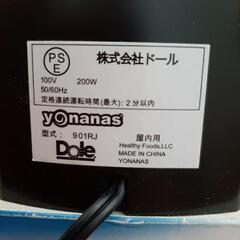 PSE
株式会社ドール
100V 200W
50/60Hz
定格連続運転時間(最大):2分以内
yonanas
型式: 901RJ 屋内用
Dole
Healthy Foods,LLC
MADE IN CHINA
YONANAS